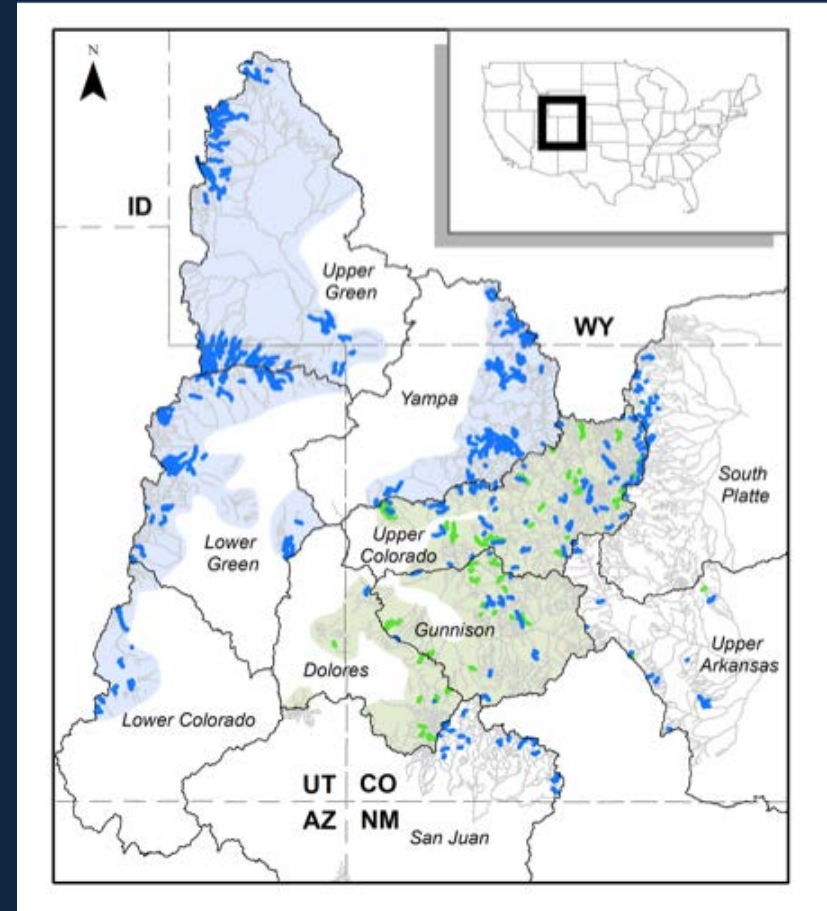 N
ID
Upper
Green
WY
Yampa
South
Platte
Upper
Colorado
Lower
Green
Gunnison
Upper
Arkansas
Dolores
Lower Colorado
UT CO
AZ NM
San Juan